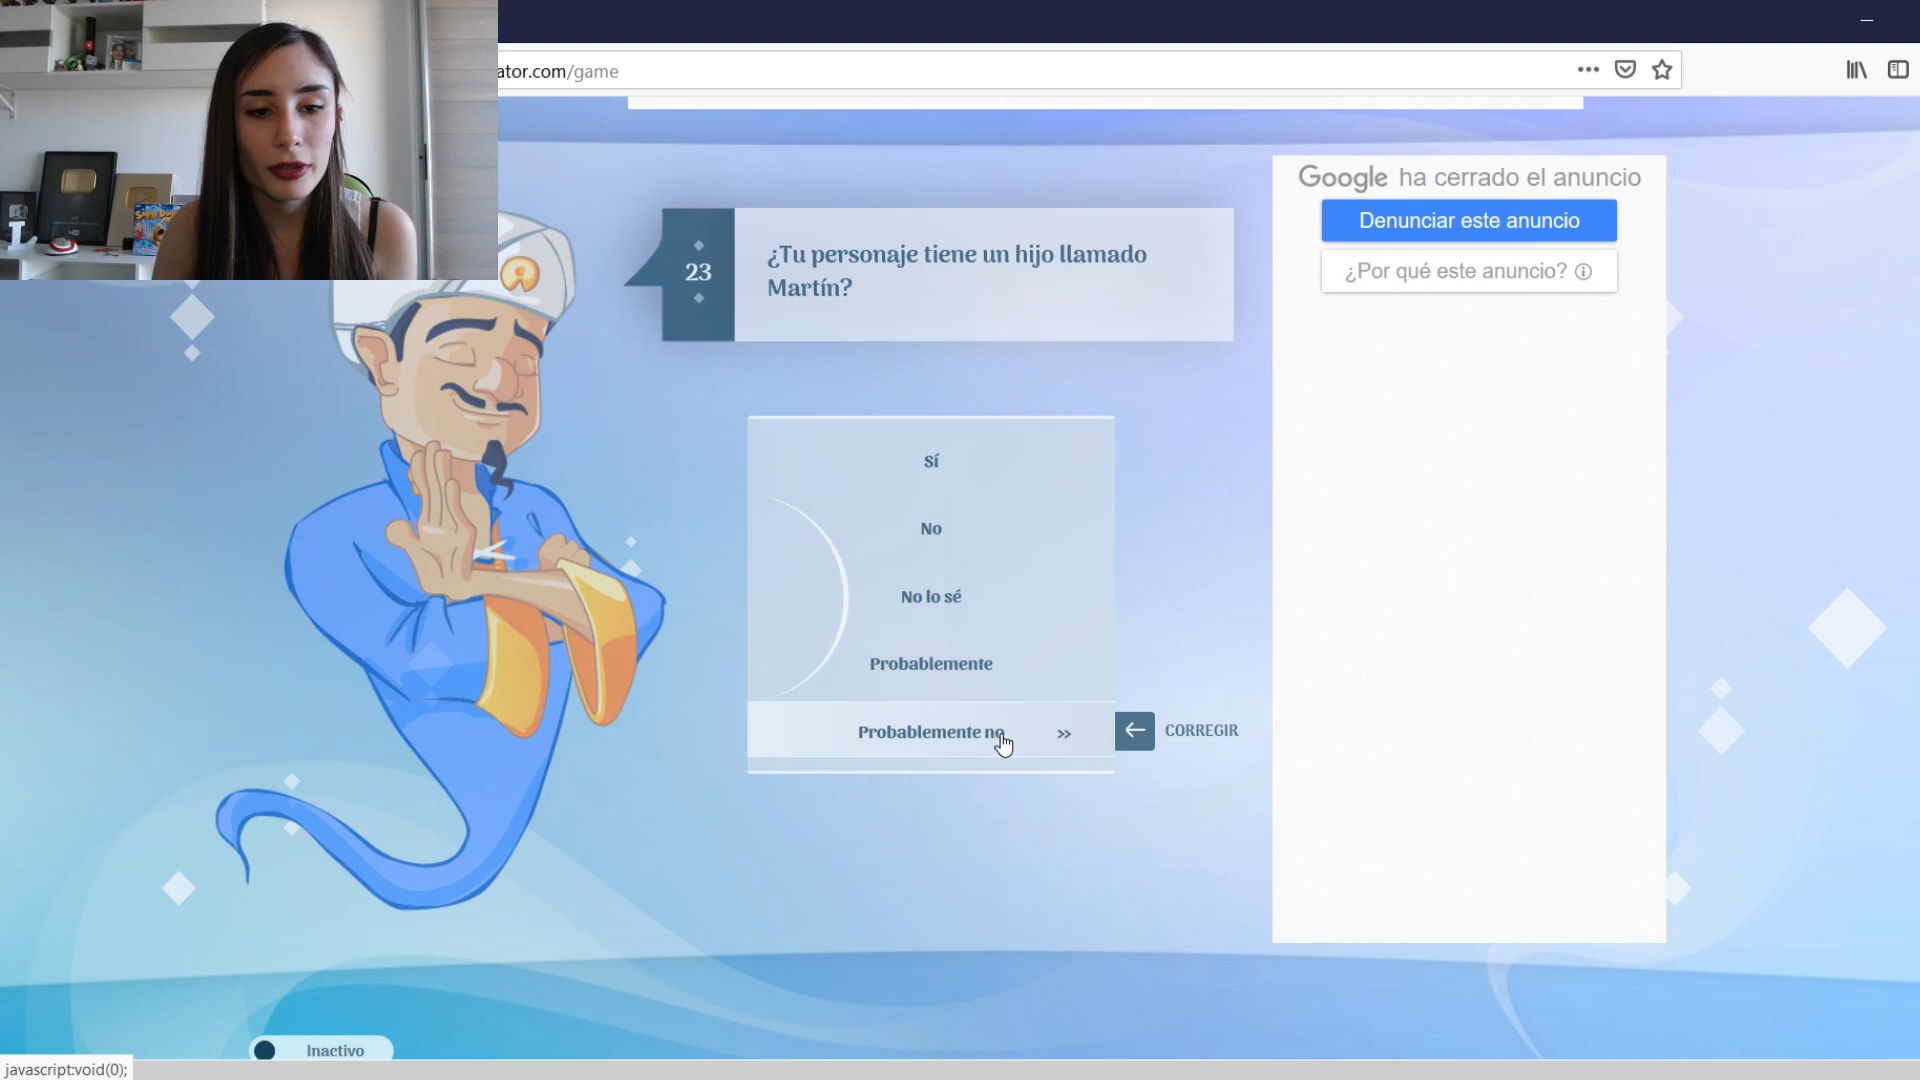 ator.com/game
Google ha cerrado el anuncio
Denunciar este anuncio
¿Por qué este anuncio?
23
¿Tu personaje tiene un hijo llamado
Martín?
Sí
No
No lo sé
Probablemente
Probablemente no
CORREGIR
Inactivo
javascript:void(0);